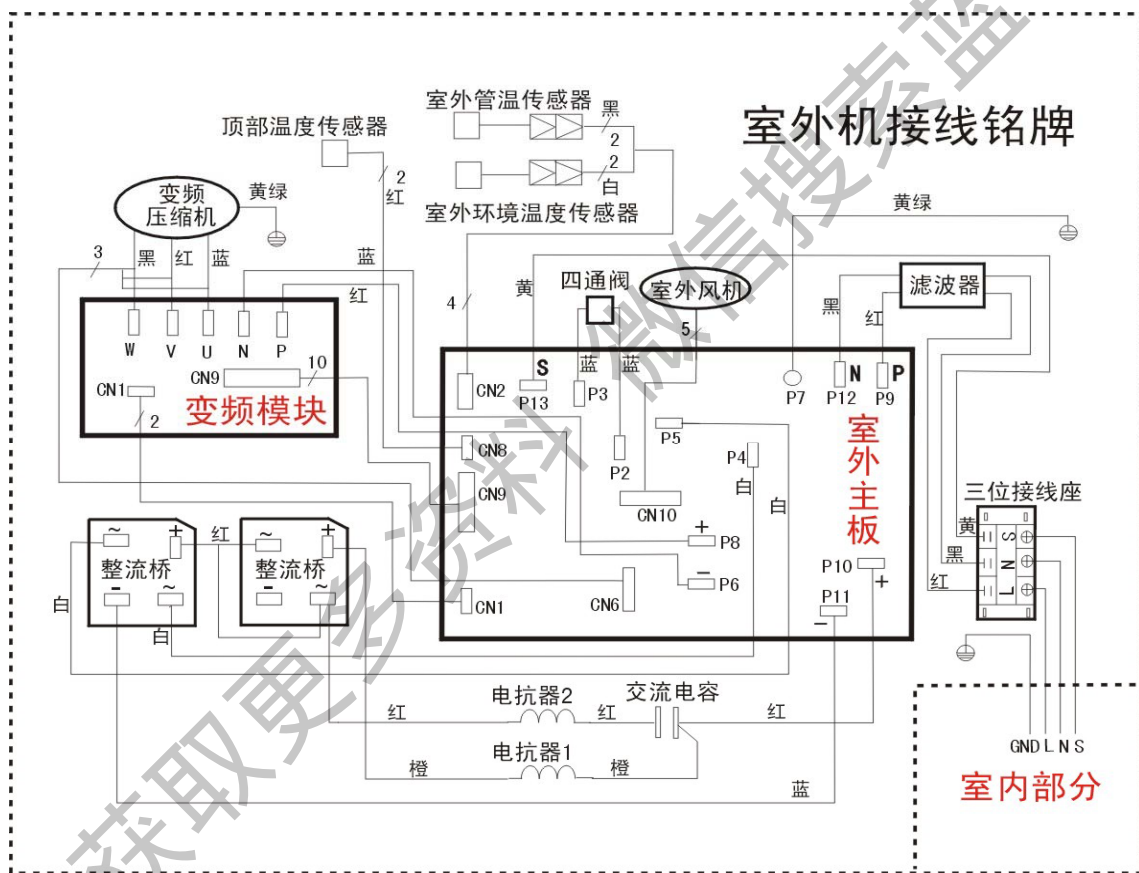 室外机接线铭牌
室外管温传感器
黑
2
顶部温度传感器
2
红
2
白
室外环境温度传感器
变频
压缩机
黄绿
黄绿
3
黑
红
蓝
蓝
红
4
黄
四通阀
室外风机
5
黑
红
滤波器
W
V
U
N
P
CN9
10
CN1
2
变频模块
CN2
S
P13
蓝
P3
蓝
P2
P5
P4
白
白
P7
N
P12
P
P9
CN8
CN9
CN10
室外主板
+
P8
−
P6
CN6
CN1
P10
+
P11
−
三位接线座
黄
黑
红
S
N
L
~
+
整流桥
-
~
红
~
+
整流桥
-
~
白
白
电抗器2
交流电容
红
红
红
电抗器1
橙
橙
蓝
GND L N S
室内部分
获取更多资料 微信搜索蓝